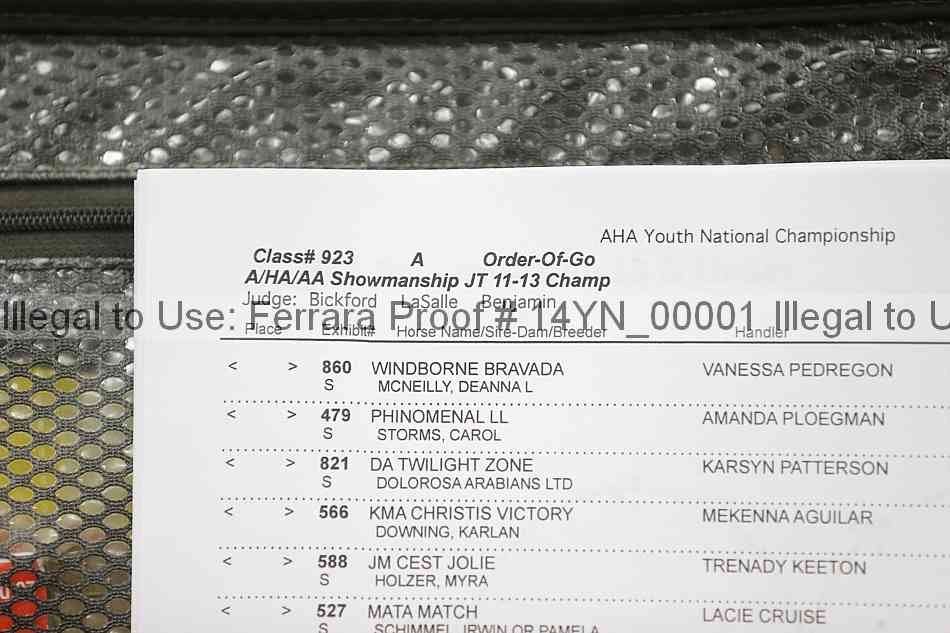 AHA Youth National Championship
Class# 923 A Order-Of-Go
A/HA/AA Showmanship JT 11-13 Champ
Judge: Bickford LaSalle Benjamin
Illegal to Use: Ferrara Proof # 14YN_00001 Illegal to U
Place Exhibit# Horse Name/Sire-Dam/Breeder Handler
< > 860 WINDBORNE BRAVADA VANESSA PEDREGON
S MCNEILLY, DEANNA L
< > 479 PHINOMENAL LL AMANDA PLOEGMAN
S STORMS, CAROL
< > 821 DA TWILIGHT ZONE KARSYN PATTERSON
S DOLOROSA ARABIANS LTD
< > 566 KMA CHRISTIS VICTORY MEKENNA AGUILAR
DOWNING, KARLAN
< > 588 JM CEST JOLIE TRENADY KEETON
S HOLZER, MYRA
< > 527 MATA MATCH LACIE CRUISE
S SCHIMMEL, IRWIN OR PAMELA